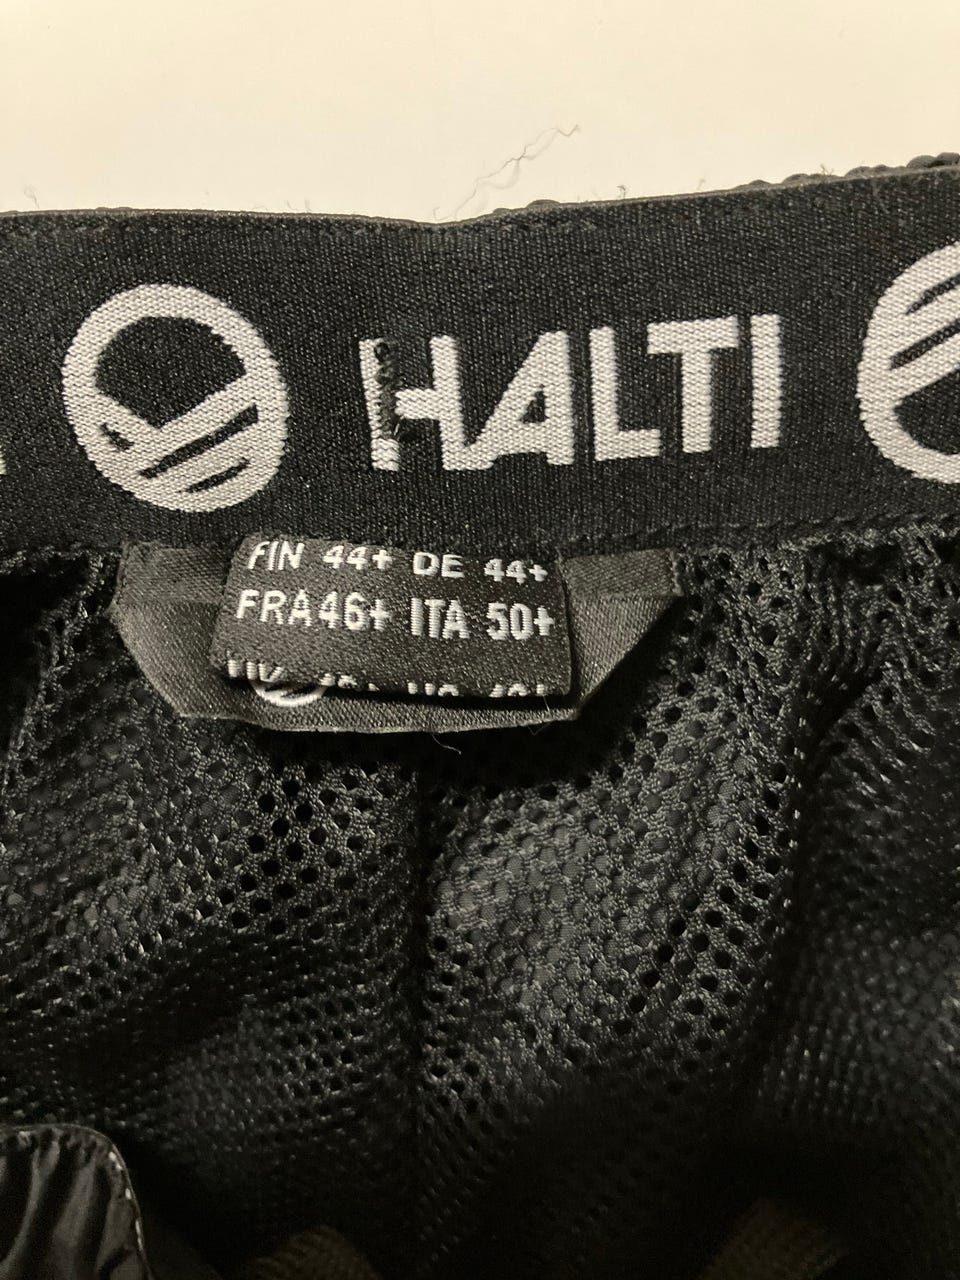 HALTI
FIN 44+ DE 44+
FRA46+ ITA 50+